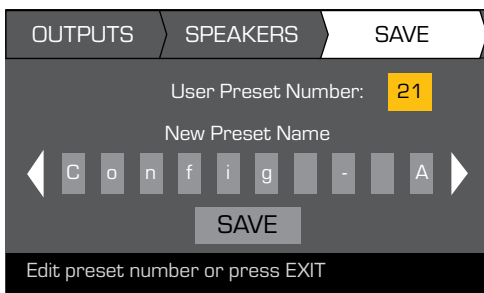 OUTPUTS SPEAKERS SAVE
User Preset Number: 21
New Preset Name
C o n f i g - A
SAVE
Edit preset number or press EXIT